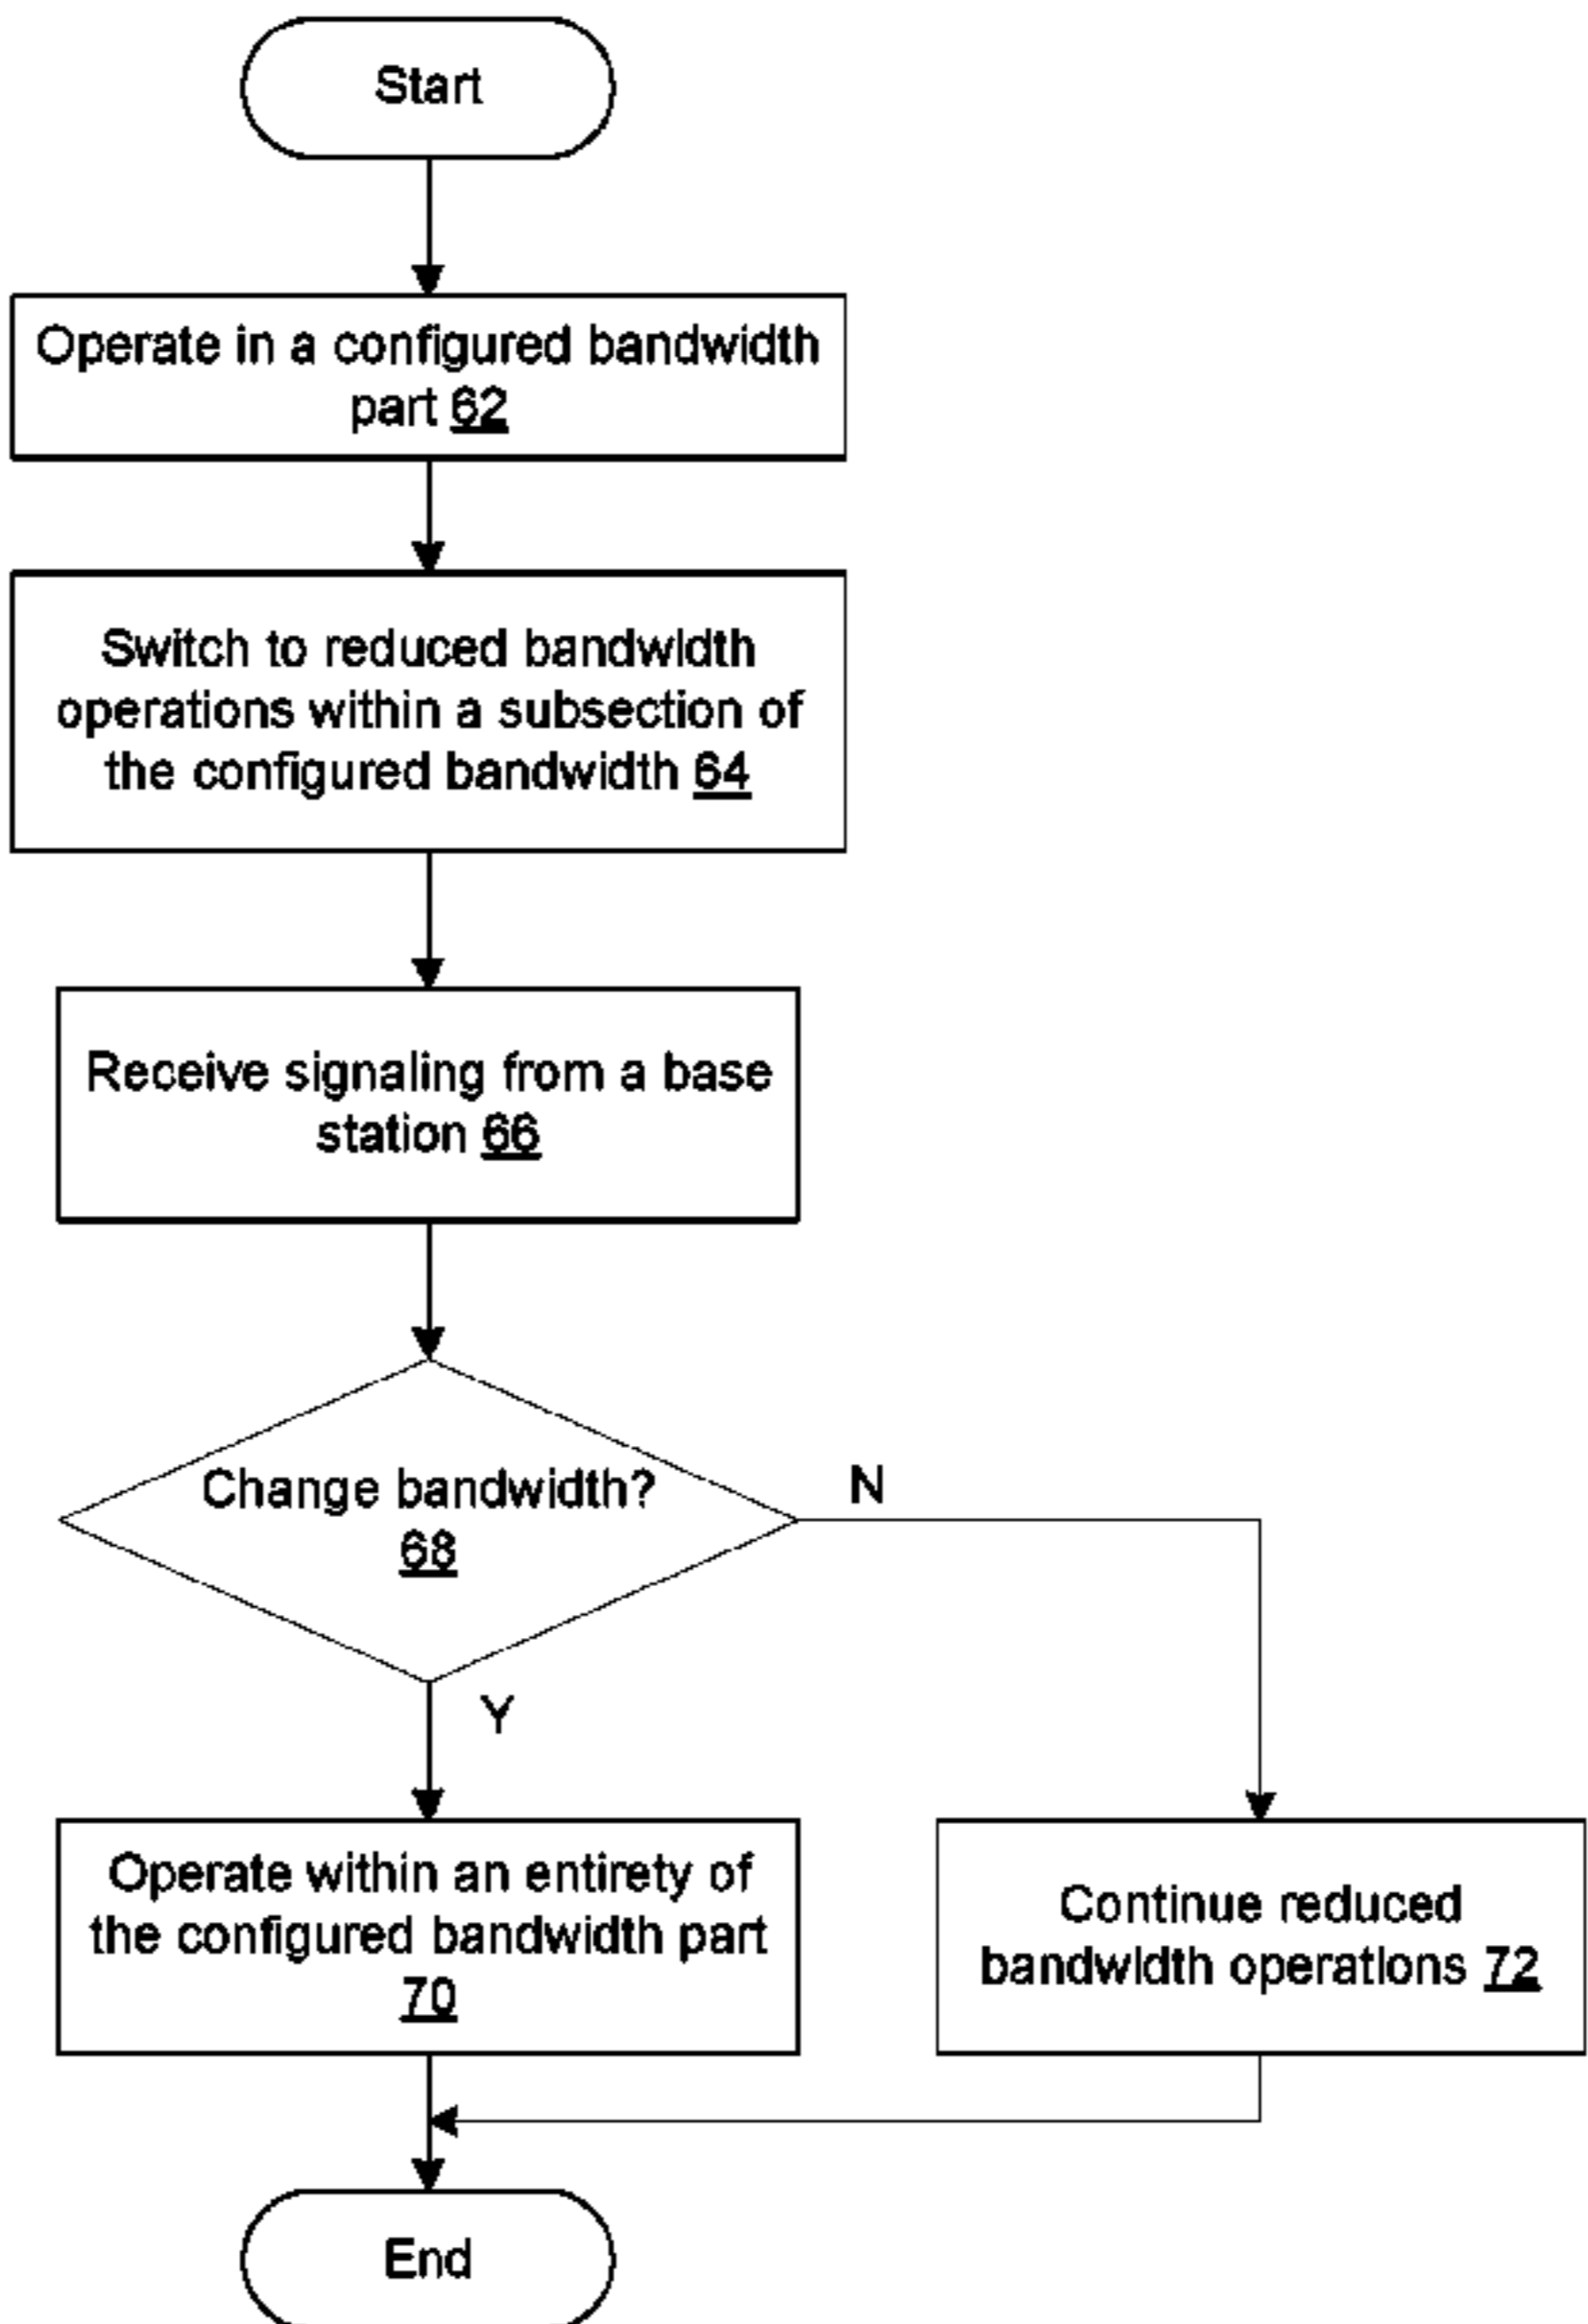 Start
Operate in a configured bandwidth
part 62
Switch to reduced bandwidth
operations within a subsection of
the configured bandwidth 64
Receive signaling from a base
station 66
Change bandwidth?
68
N
Y
Operate within an entirety of
the configured bandwidth part
70
Continue reduced
bandwidth operations 72
End